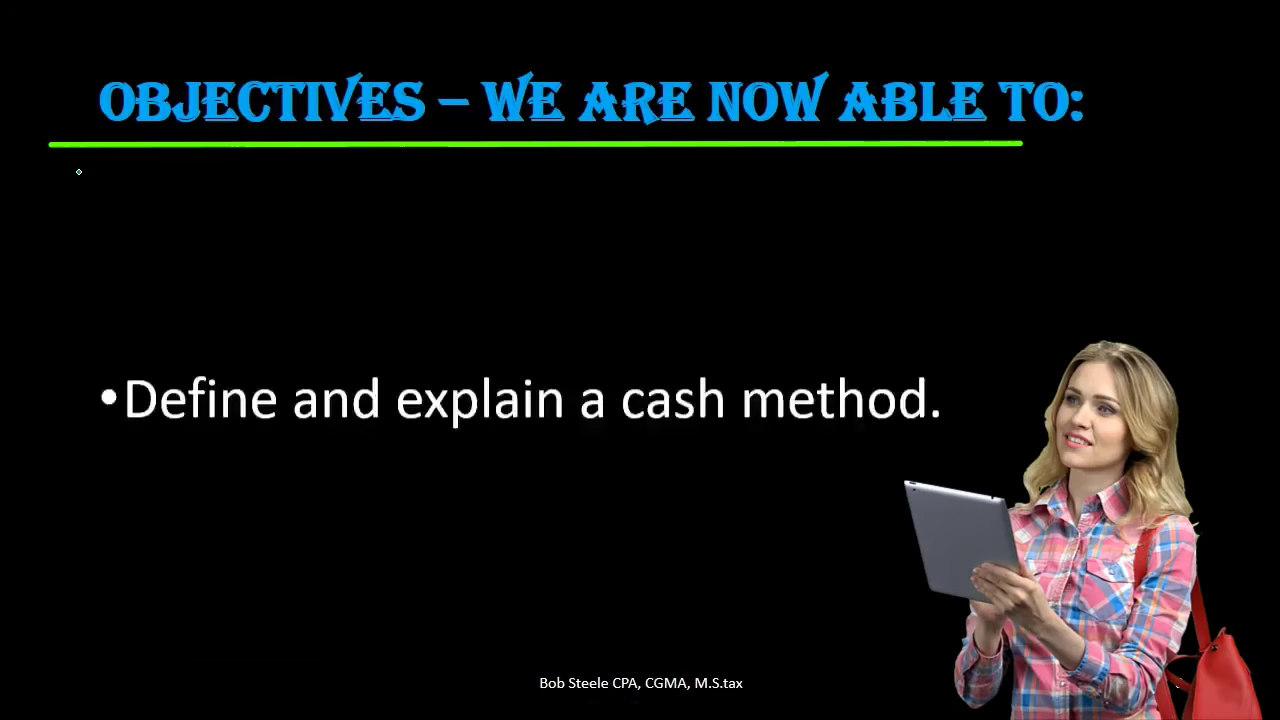 OBJECTIVES – WE ARE NOW ABLE TO:
•Define and explain a cash method.
Bob Steele CPA, CGMA, M.S.tax